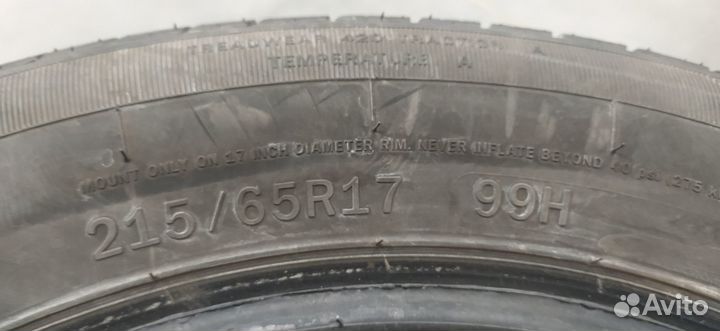 TREADWEAR 420 TRACTION A
TEMPERATURE A
MOUNT ONLY ON 17 INCH DIAMETER RIM. NEVER INFLATE BEYOND 40 psi (275 k
215/65R17 99H
Avito